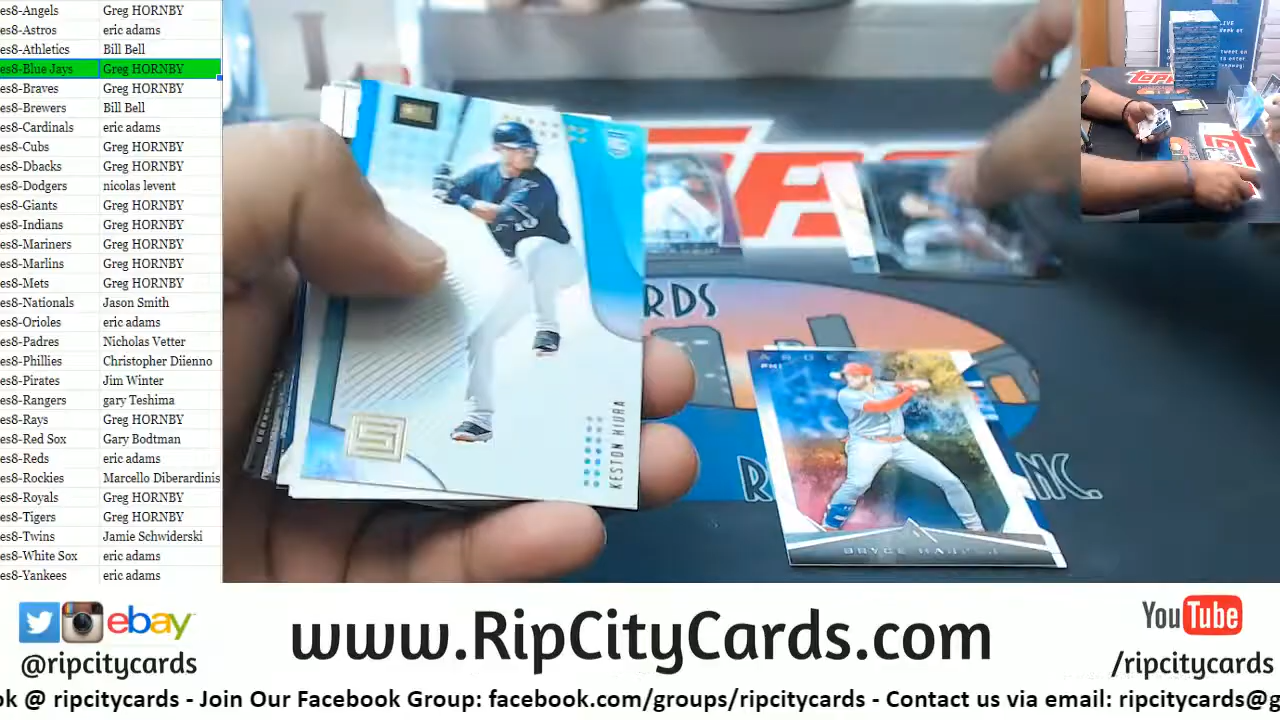 es8-Angels Greg HORNBY
es8-Astros eric adams
es8-Athletics Bill Bell
es8-Blue Jays Greg HORNBY
es8-Braves Greg HORNBY
es8-Brewers Bill Bell
es8-Cardinals eric adams
es8-Cubs Greg HORNBY
es8-Dbacks Greg HORNBY
es8-Dodgers nicolas levent
es8-Giants Greg HORNBY
es8-Indians Greg HORNBY
es8-Mariners Greg HORNBY
es8-Marlins Greg HORNBY
es8-Mets Greg HORNBY
es8-Nationals Jason Smith
es8-Orioles eric adams
es8-Padres Nicholas Vetter
es8-Phillies Christopher Diienno
es8-Pirates Jim Winter
es8-Rangers gary Teshima
es8-Rays Greg HORNBY
es8-Red Sox Gary Bodtman
es8-Reds eric adams
es8-Rockies Marcello Diberardinis
es8-Royals Greg HORNBY
es8-Tigers Greg HORNBY
es8-Twins Jamie Schwiderski
es8-White Sox eric adams
es8-Yankees eric adams
KESTON HIURA
RDS
PHI
BRYCE
NC.
LIVE
TOPPS
ebay
@ripcitycards
www.RipCityCards.com
YouTube
/ripcitycards
ok @ ripcitycards - Join Our Facebook Group: facebook.com/groups/ripcitycards - Contact us via email: ripcitycards@g